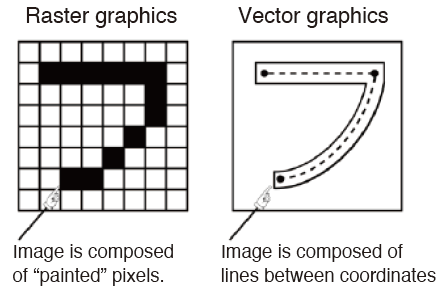 Raster graphics
Vector graphics
Image is composed
of “painted” pixels.
Image is composed of
lines between coordinates